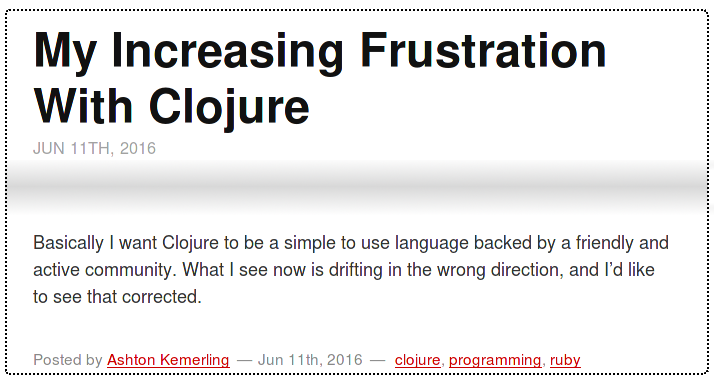 My Increasing Frustration
With Clojure
JUN 11TH, 2016
Basically I want Clojure to be a simple to use language backed by a friendly and
active community. What I see now is drifting in the wrong direction, and I’d like
to see that corrected.
Posted by Ashton Kemerling — Jun 11th, 2016 — clojure, programming, ruby